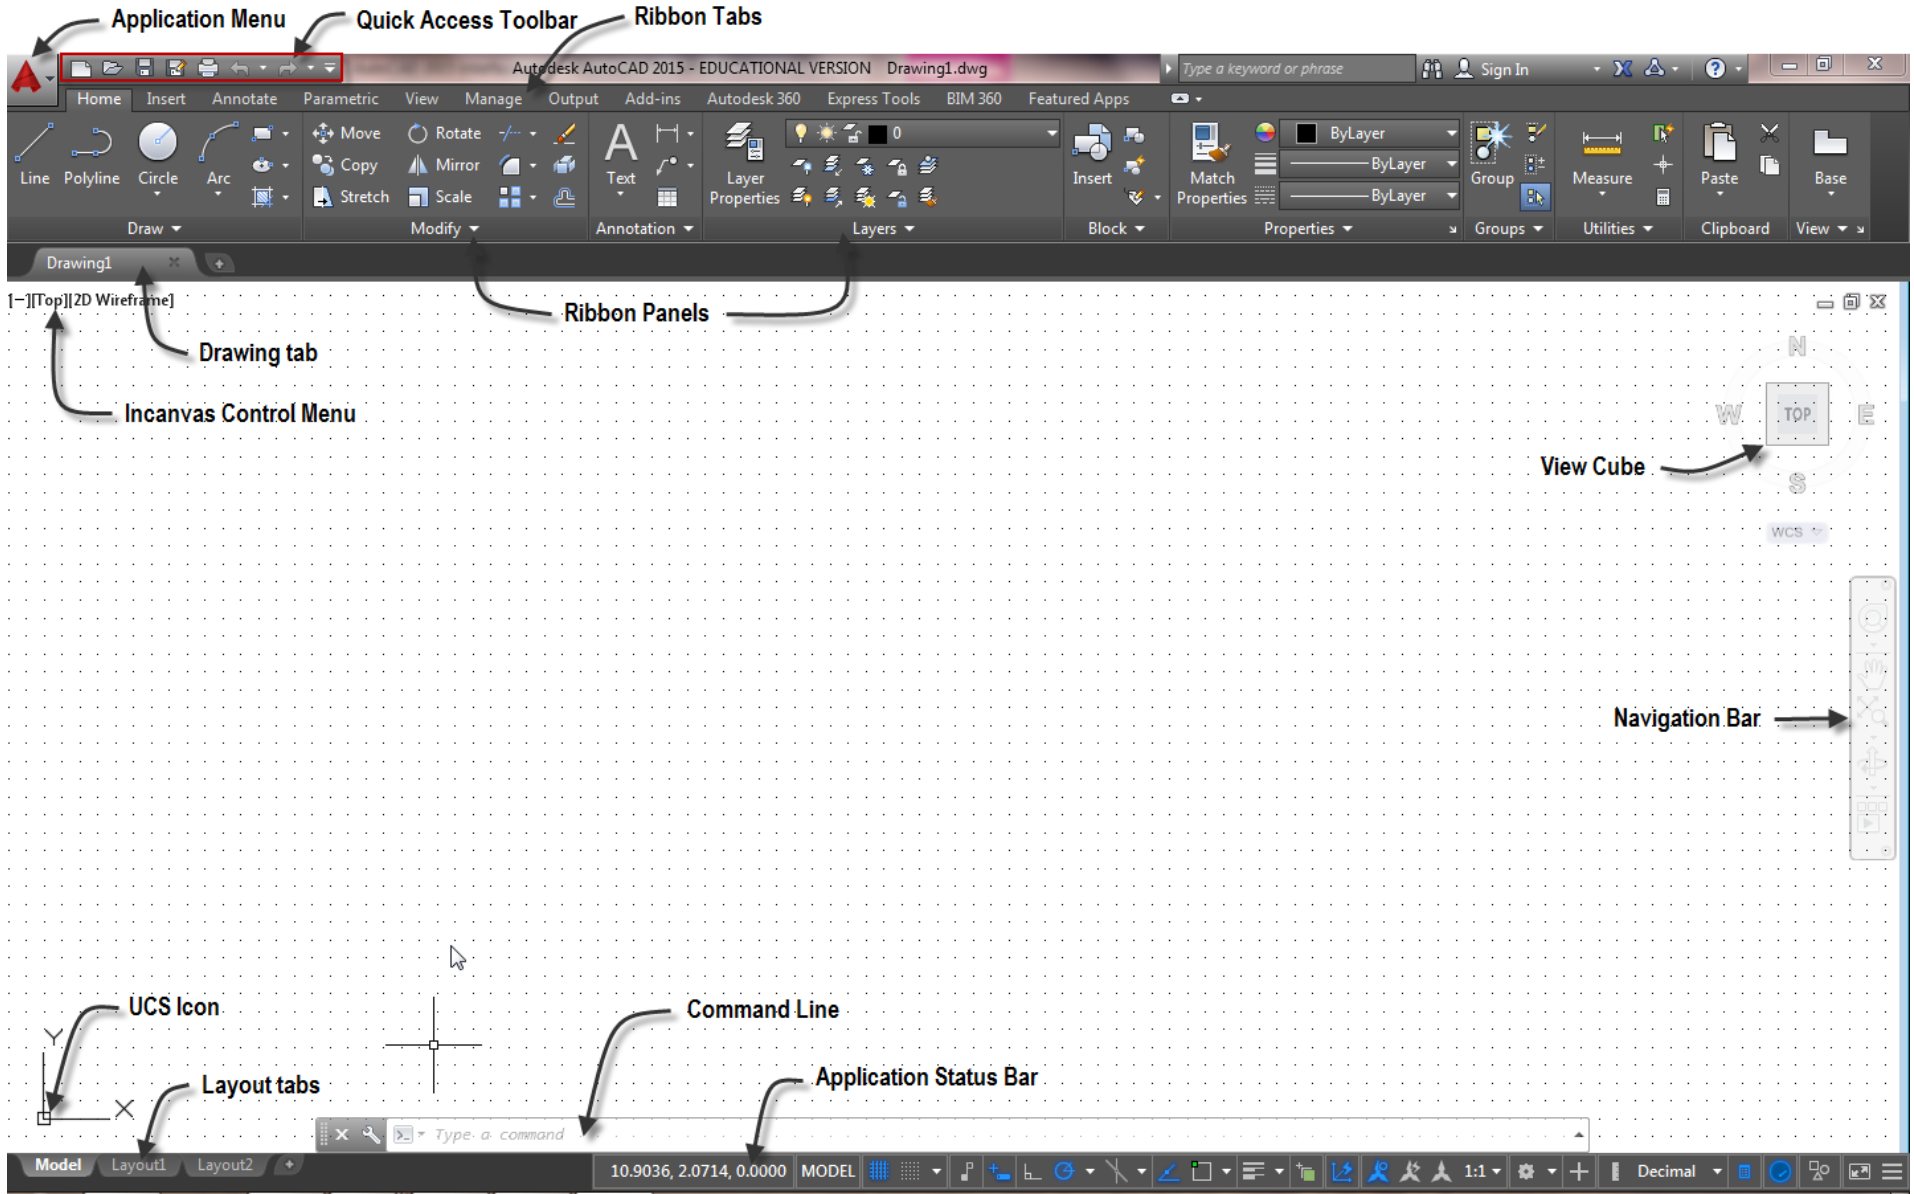 Application Menu
Quick Access Toolbar
Ribbon Tabs
Autodesk AutoCAD 2015 - EDUCATIONAL VERSION Drawing1.dwg
Type a keyword or phrase
Sign In
Home Insert Annotate Parametric View Manage Output Add-ins Autodesk 360 Express Tools BIM 360 Featured Apps
Line Polyline Circle Arc
Move Rotate
Copy Mirror
Stretch Scale
Text
Layer Properties
0
Insert
Match Properties
ByLayer
ByLayer
ByLayer
Group
Measure
Paste
Base
Draw Modify Annotation Layers Block Properties Groups Utilities Clipboard View
Drawing1
[−][Top][2D Wireframe]
Ribbon Panels
Drawing tab
Incanvas Control Menu
N
W TOP E
View Cube
S
WCS
Navigation Bar
UCS Icon
Command Line
Y
Layout tabs
Application Status Bar
X
Type a command
Model Layout1 Layout2
10.9036, 2.0714, 0.0000 MODEL
1:1
Decimal